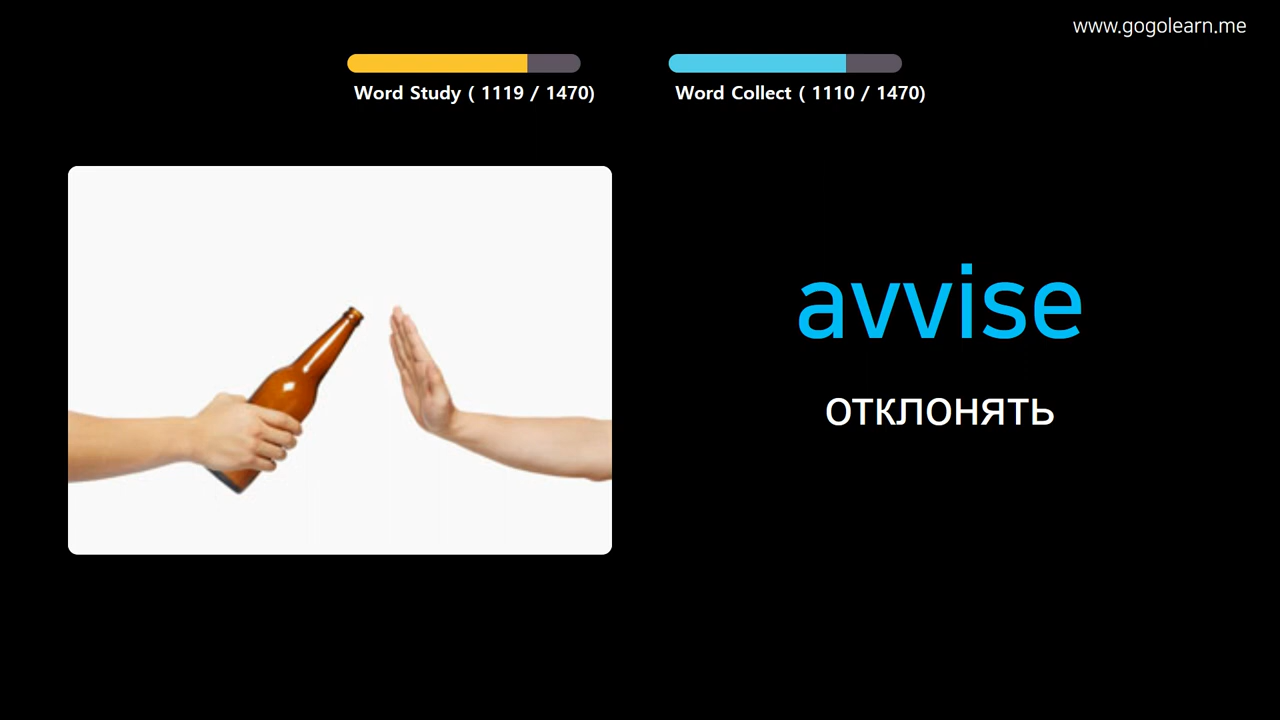 www.gogolearn.me
Word Study ( 1119 / 1470)
Word Collect ( 1110 / 1470)
avvise
отклонять